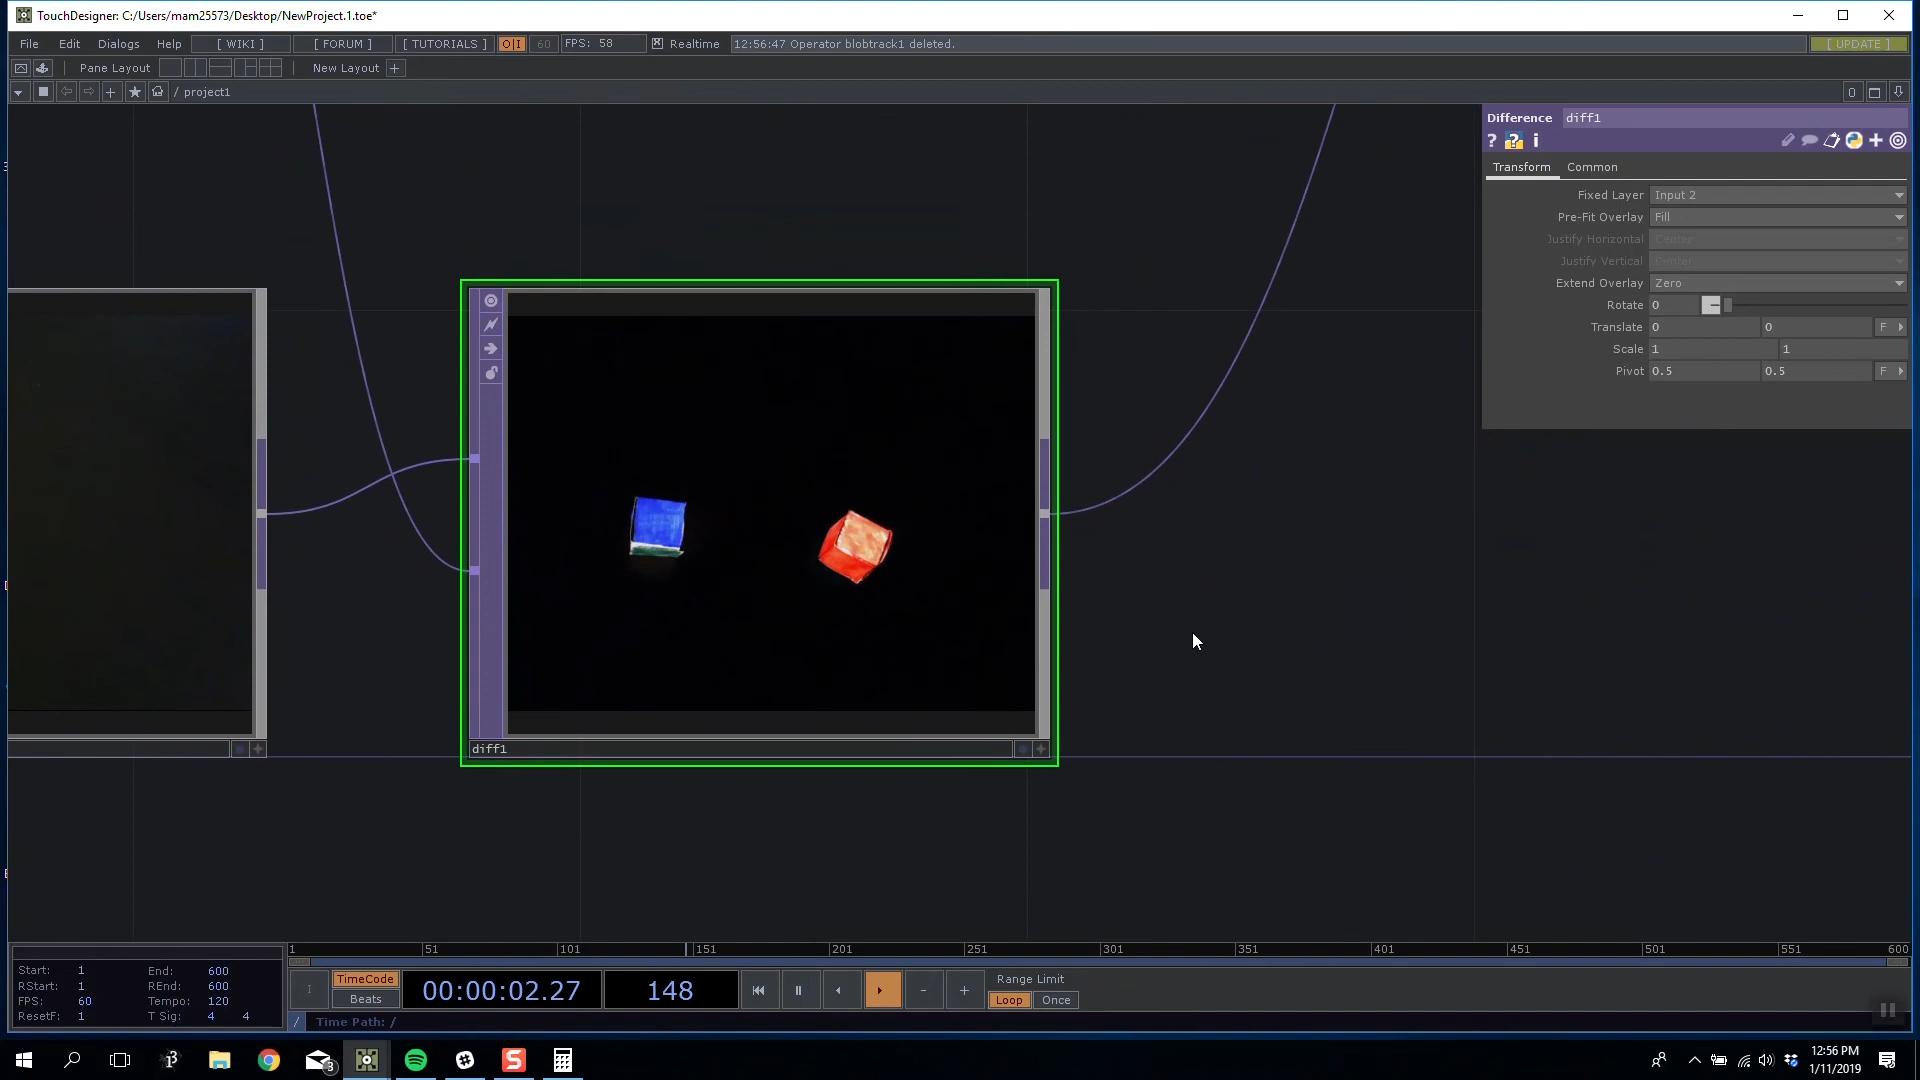 TouchDesigner: C:/Users/mam25573/Desktop/NewProject.1.toe*
File Edit Dialogs Help [ WIKI ] [ FORUM ] [ TUTORIALS ] O|I 60 FPS: 58 Realtime 12:56:47 Operator blobtrack1 deleted. [ UPDATE ]
Pane Layout New Layout +
/ project1 0
Difference diff1
? ? i
Transform Common
Fixed Layer Input 2
Pre-Fit Overlay Fill
Justify Horizontal Center
Justify Vertical Center
Extend Overlay Zero
Rotate 0
Translate 0 0 F
Scale 1 1
Pivot 0.5 0.5 F
diff1
1 51 101 151 201 251 301 351 401 451 501 551 600
Start: 1 End: 600
RStart: 1 REnd: 600
FPS: 60 Tempo: 120
ResetF: 1 T Sig: 4 4
TimeCode
Beats
00:00:02.27 148
Range Limit
Loop Once
/ Time Path: /
3
12:56 PM
1/11/2019